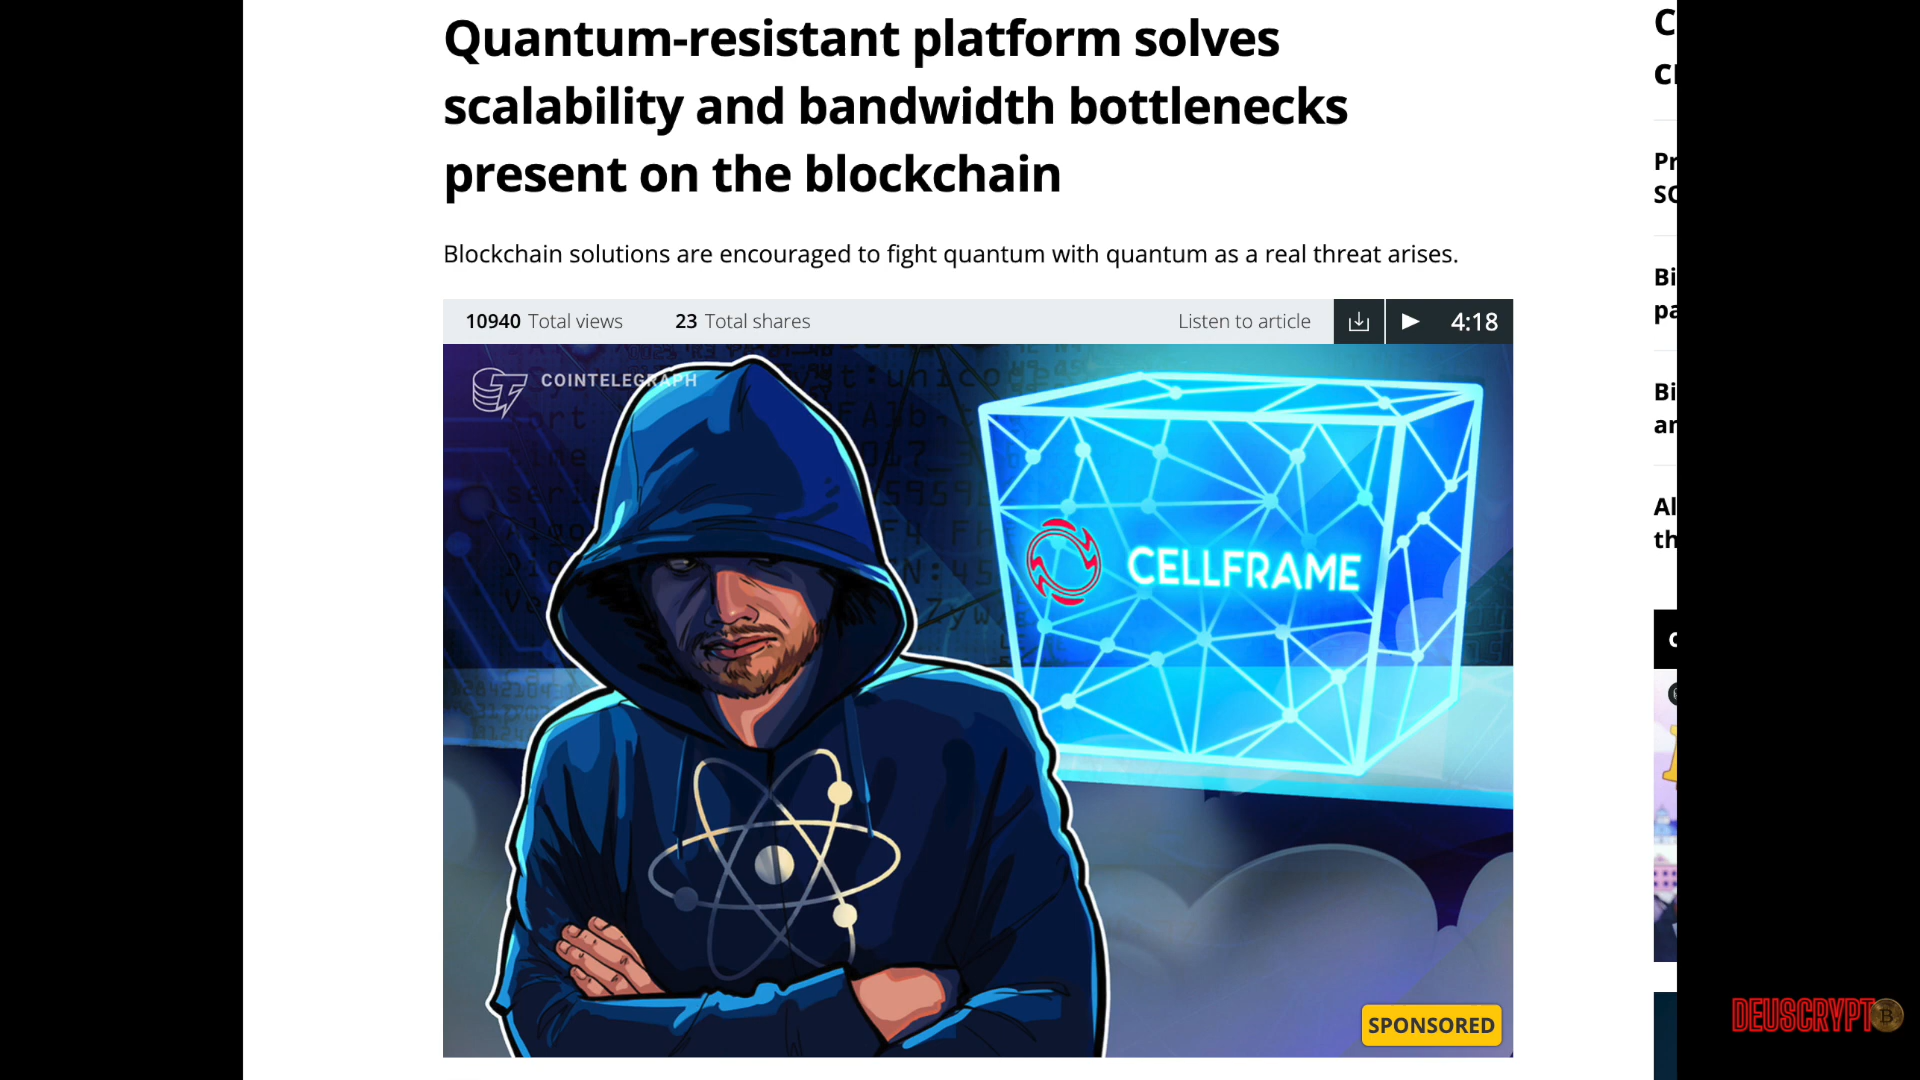 Quantum-resistant platform solves
scalability and bandwidth bottlenecks
present on the blockchain
Blockchain solutions are encouraged to fight quantum with quantum as a real threat arises.
10940 Total views 23 Total shares Listen to article 4:18
COINTELEGRAPH
CELLFRAME
SPONSORED
DEUSCRYPT